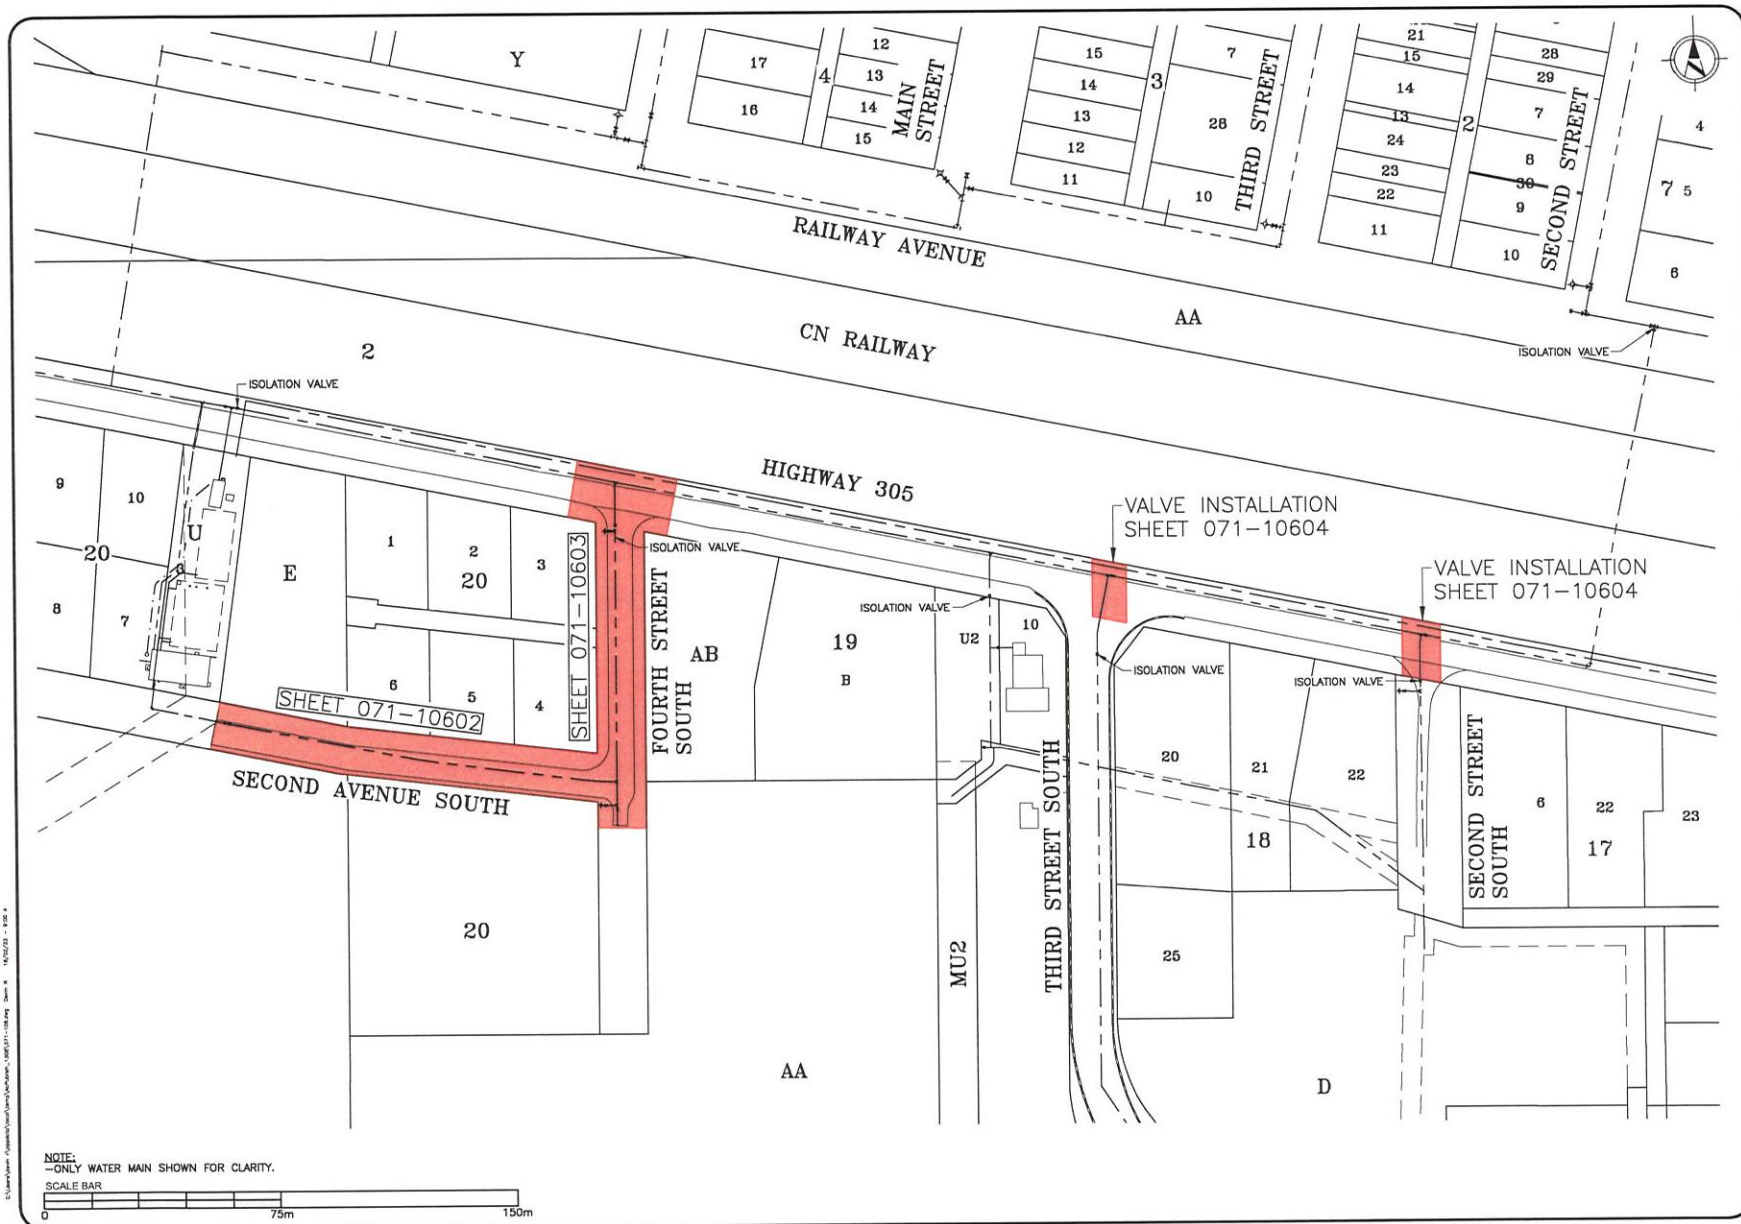 Y
17
16
4
12
13
14
15
MAIN
STREET
15
14
13
12
11
3
7
28
10
THIRD STREET
21
15
14
13
24
23
22
11
2
28
29
7
8
30
9
10
SECOND STREET
4
7 5
6
N
RAILWAY AVENUE
AA
CN RAILWAY
2
ISOLATION VALVE
ISOLATION VALVE
HIGHWAY 305
VALVE INSTALLATION
SHEET 071-10604
VALVE INSTALLATION
SHEET 071-10604
9
10
20
8
7
U
E
1
2
20
3
6
5
4
SHEET 071-10603
ISOLATION VALVE
FOURTH STREET
SOUTH
AB
19
B
ISOLATION VALVE
U2
10
ISOLATION VALVE
ISOLATION VALVE
SHEET 071-10602
SECOND AVENUE SOUTH
20
21
22
18
25
THIRD STREET SOUTH
SECOND STREET
SOUTH
6
22
17
23
20
MU2
AA
D
NOTE:
-ONLY WATER MAIN SHOWN FOR CLARITY.
SCALE BAR
0 75m 150m